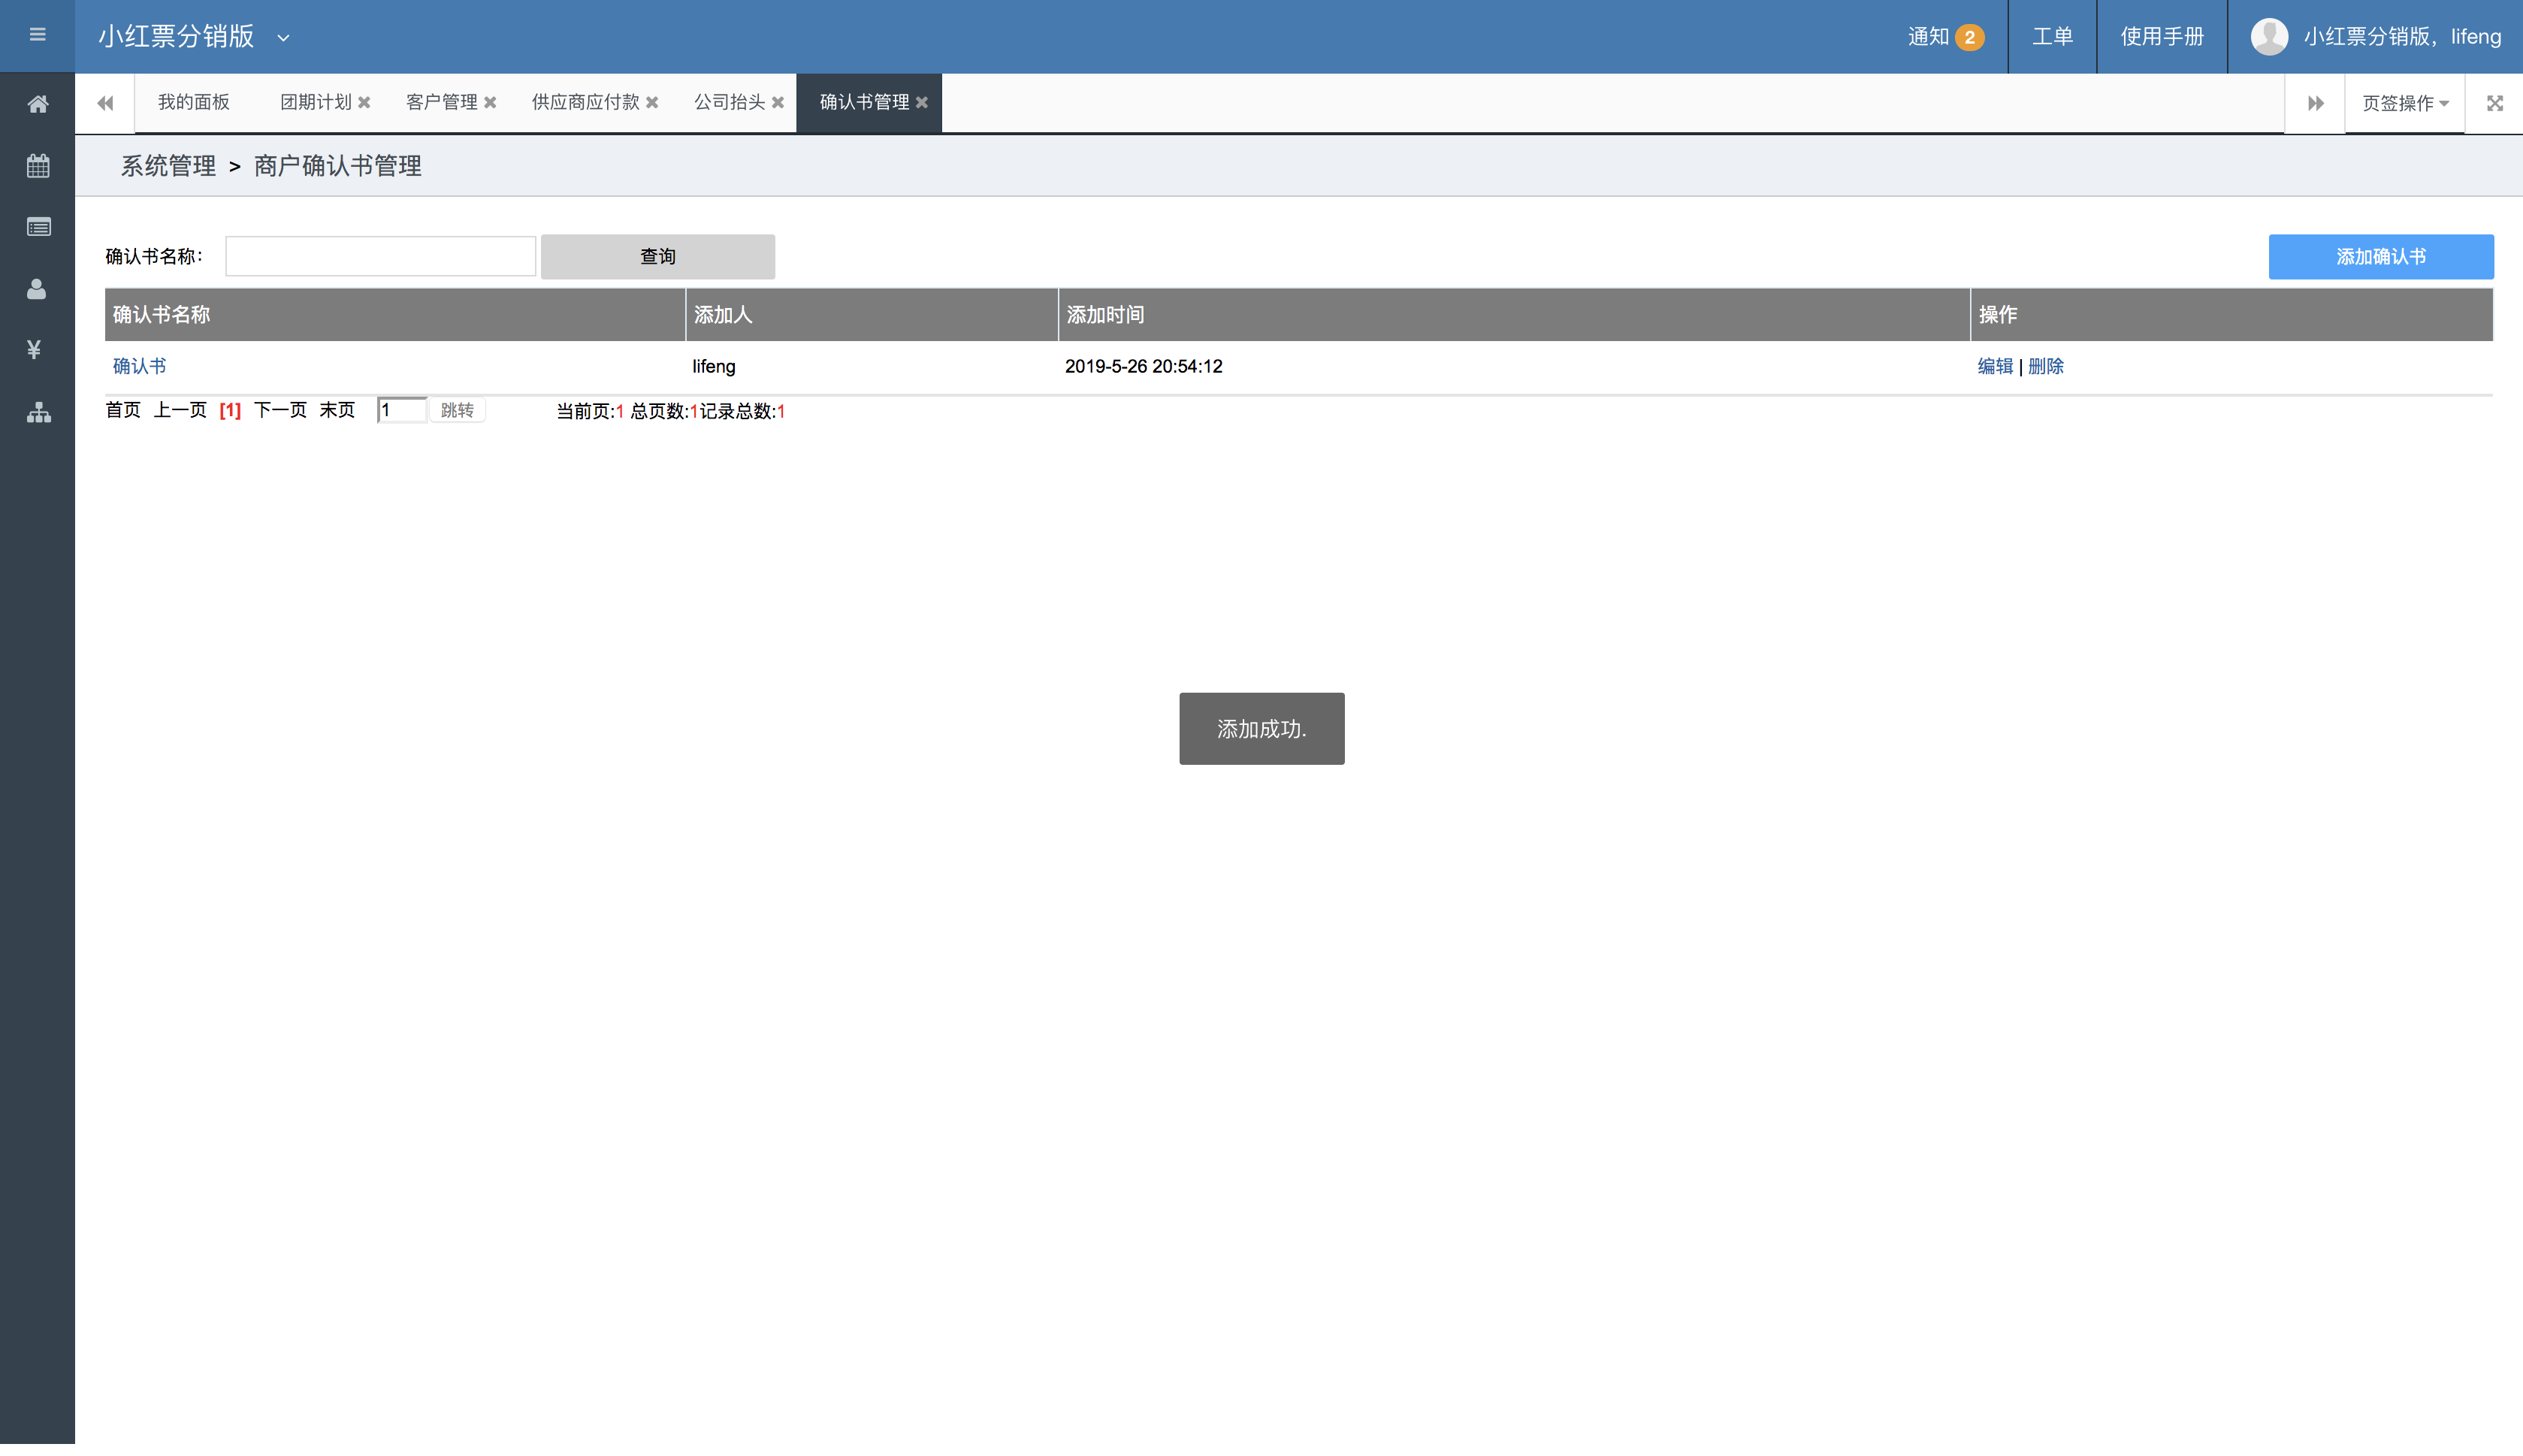 小红票分销版 通知 2 工单 使用手册 小红票分销版，lifeng
我的面板 团期计划 客户管理 供应商应付款 公司抬头 确认书管理 页签操作
系统管理 > 商户确认书管理
确认书名称： 查询 添加确认书
确认书名称 添加人 添加时间 操作
确认书 lifeng 2019-5-26 20:54:12 编辑 | 删除
首页 上一页 [1] 下一页 末页 1 跳转 当前页:1 总页数:1记录总数:1
添加成功.